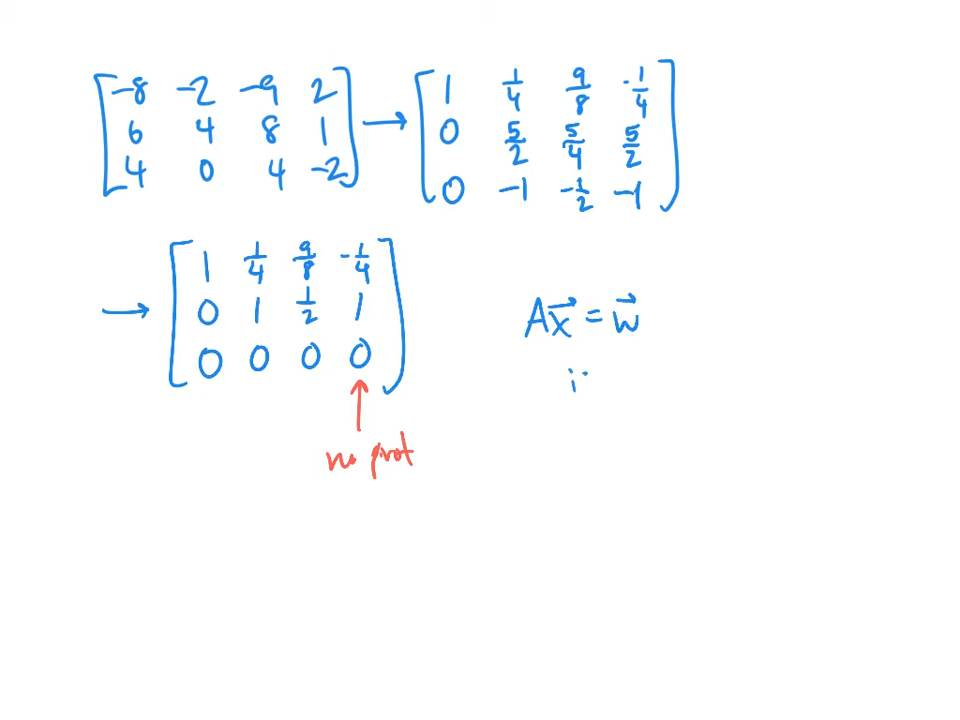 [-8 -2 -9 2
6 4 8 1
4 0 4 -2] → [1 1/4 9/8 -1/4
0 5/2 5/4 5/2
0 -1 -1/2 -1]
→ [1 1/4 9/8 -1/4
0 1 1/2 1
0 0 0 0]
Ax⃗ = w⃗
no pivot